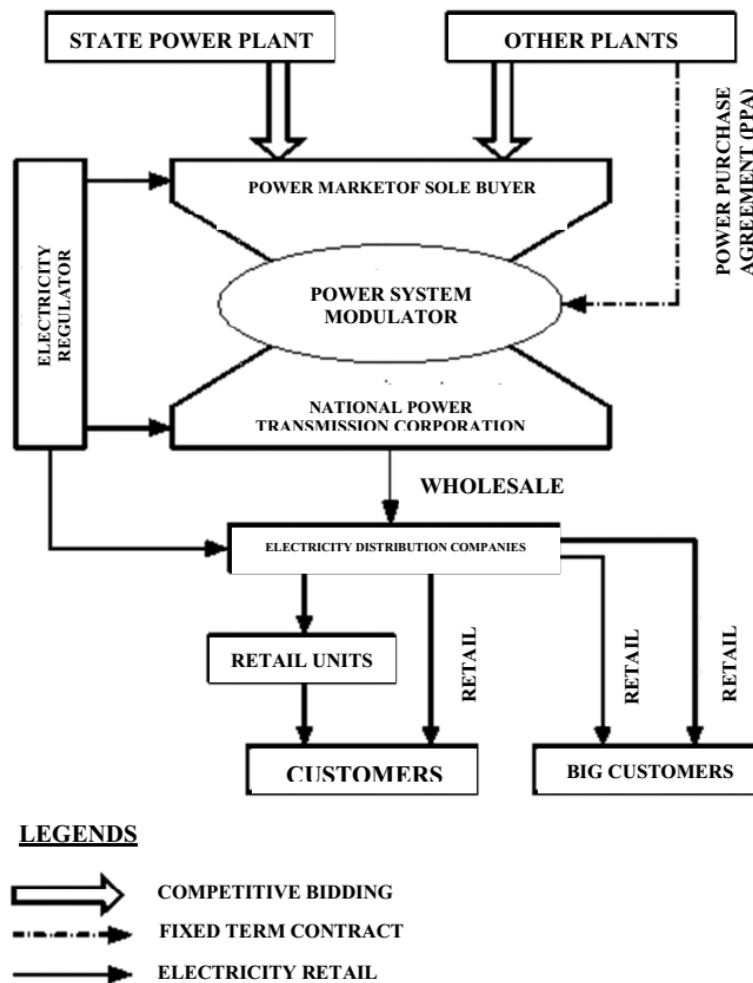 STATE POWER PLANT
OTHER PLANTS
POWER PURCHASE
AGREEMENT (PPA)
POWER MARKETOF SOLE BUYER
ELECTRICITY
REGULATOR
POWER SYSTEM
MODULATOR
NATIONAL POWER
TRANSMISSION CORPORATION
WHOLESALE
ELECTRICITY DISTRIBUTION COMPANIES
RETAIL UNITS
RETAIL
RETAIL
RETAIL
CUSTOMERS
BIG CUSTOMERS
LEGENDS
COMPETITIVE BIDDING
FIXED TERM CONTRACT
ELECTRICITY RETAIL